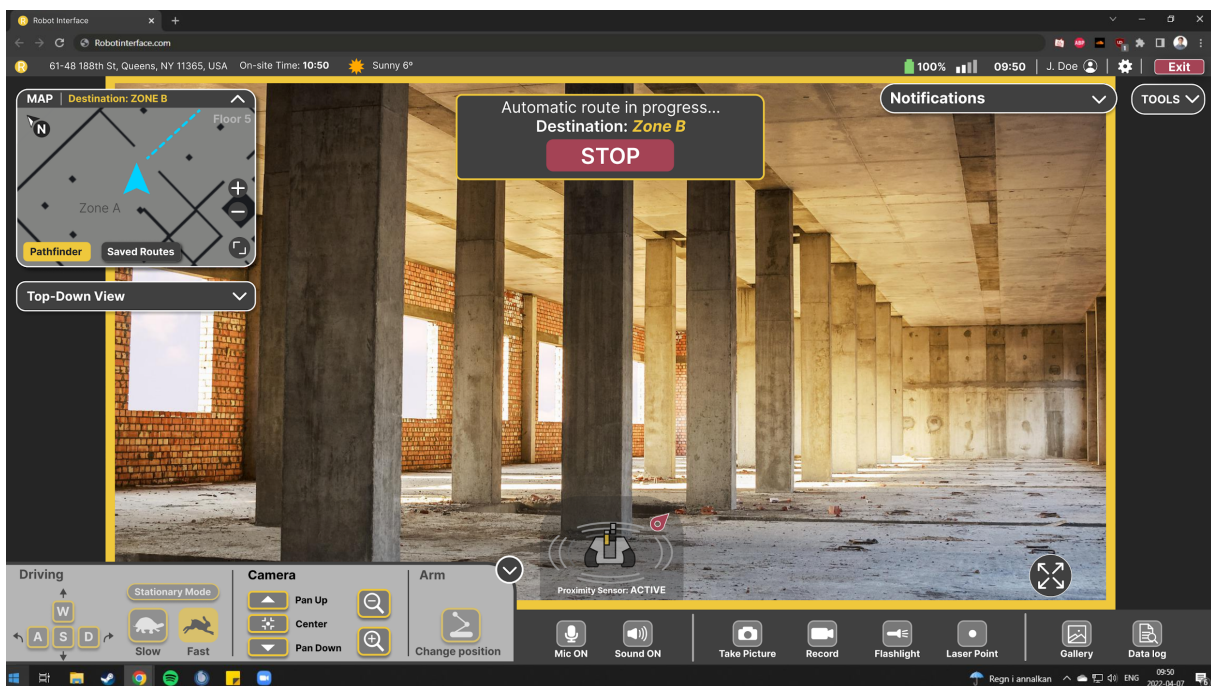 Robot Interface
Robotinterface.com
61-48 188th St, Queens, NY 11365, USA On-site Time: 10:50 Sunny 6°
100% 09:50 J. Doe Exit
MAP Destination: ZONE B
N
Floor 5
Zone A
Pathfinder Saved Routes
Top-Down View
Automatic route in progress...
Destination: Zone B
STOP
Notifications
TOOLS
Proximity Sensor: ACTIVE
Driving
Stationary Mode
W
A S D
Slow Fast
Camera
Pan Up
Center
Pan Down
Arm
Change position
Mic ON Sound ON Take Picture Record Flashlight Laser Point Gallery Data log
Regn i annalkan ENG 09:50
2022-04-07